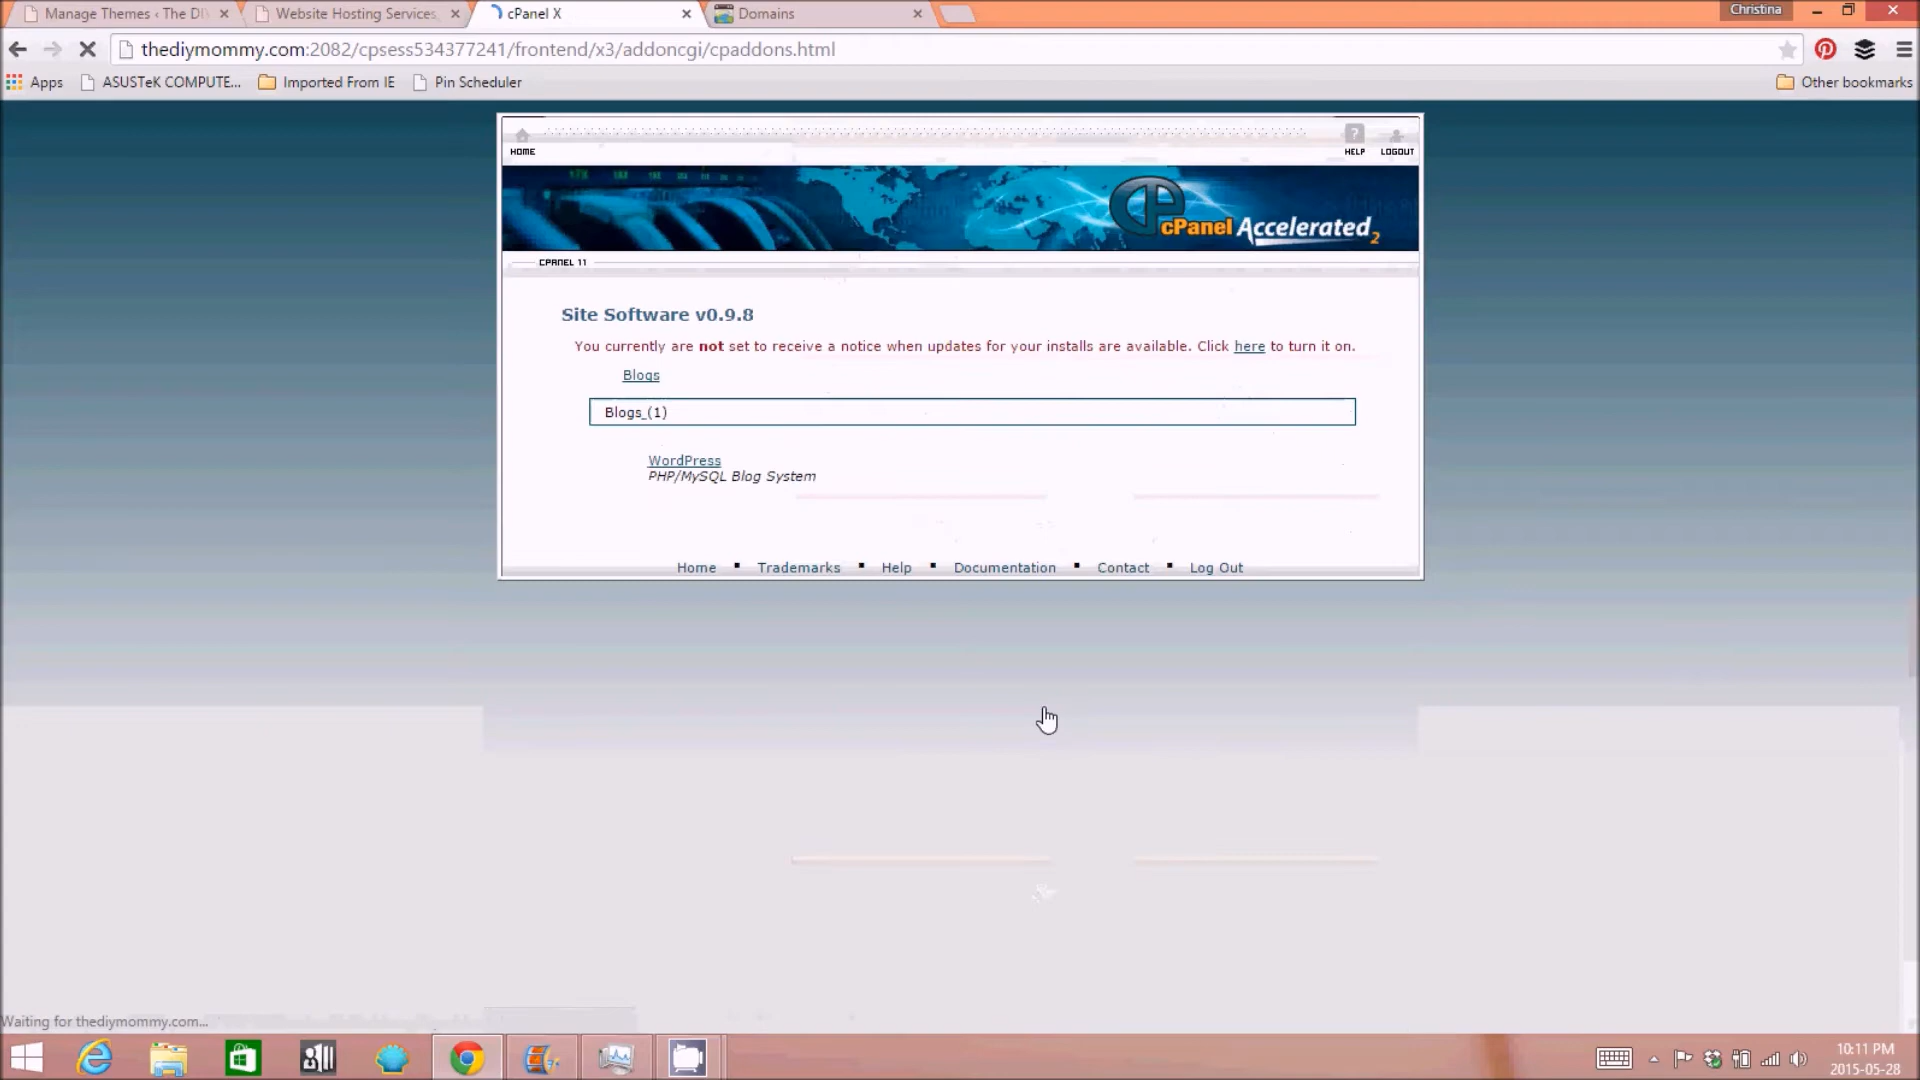 Manage Themes ‹ The DI
Website Hosting Services,
cPanel X
Domains
Christina
thediymommy.com:2082/cpsess534377241/frontend/x3/addoncgi/cpaddons.html
Apps
ASUSTeK COMPUTE...
Imported From IE
Pin Scheduler
Other bookmarks
HOME
HELP
LOGOUT
cPanel Accelerated2
CPANEL 11
Site Software v0.9.8
You currently are not set to receive a notice when updates for your installs are available. Click here to turn it on.
Blogs
Blogs_(1)
WordPress
PHP/MySQL Blog System
Home ▪ Trademarks ▪ Help ▪ Documentation ▪ Contact ▪ Log Out
Waiting for thediymommy.com...
10:11 PM
2015-05-28